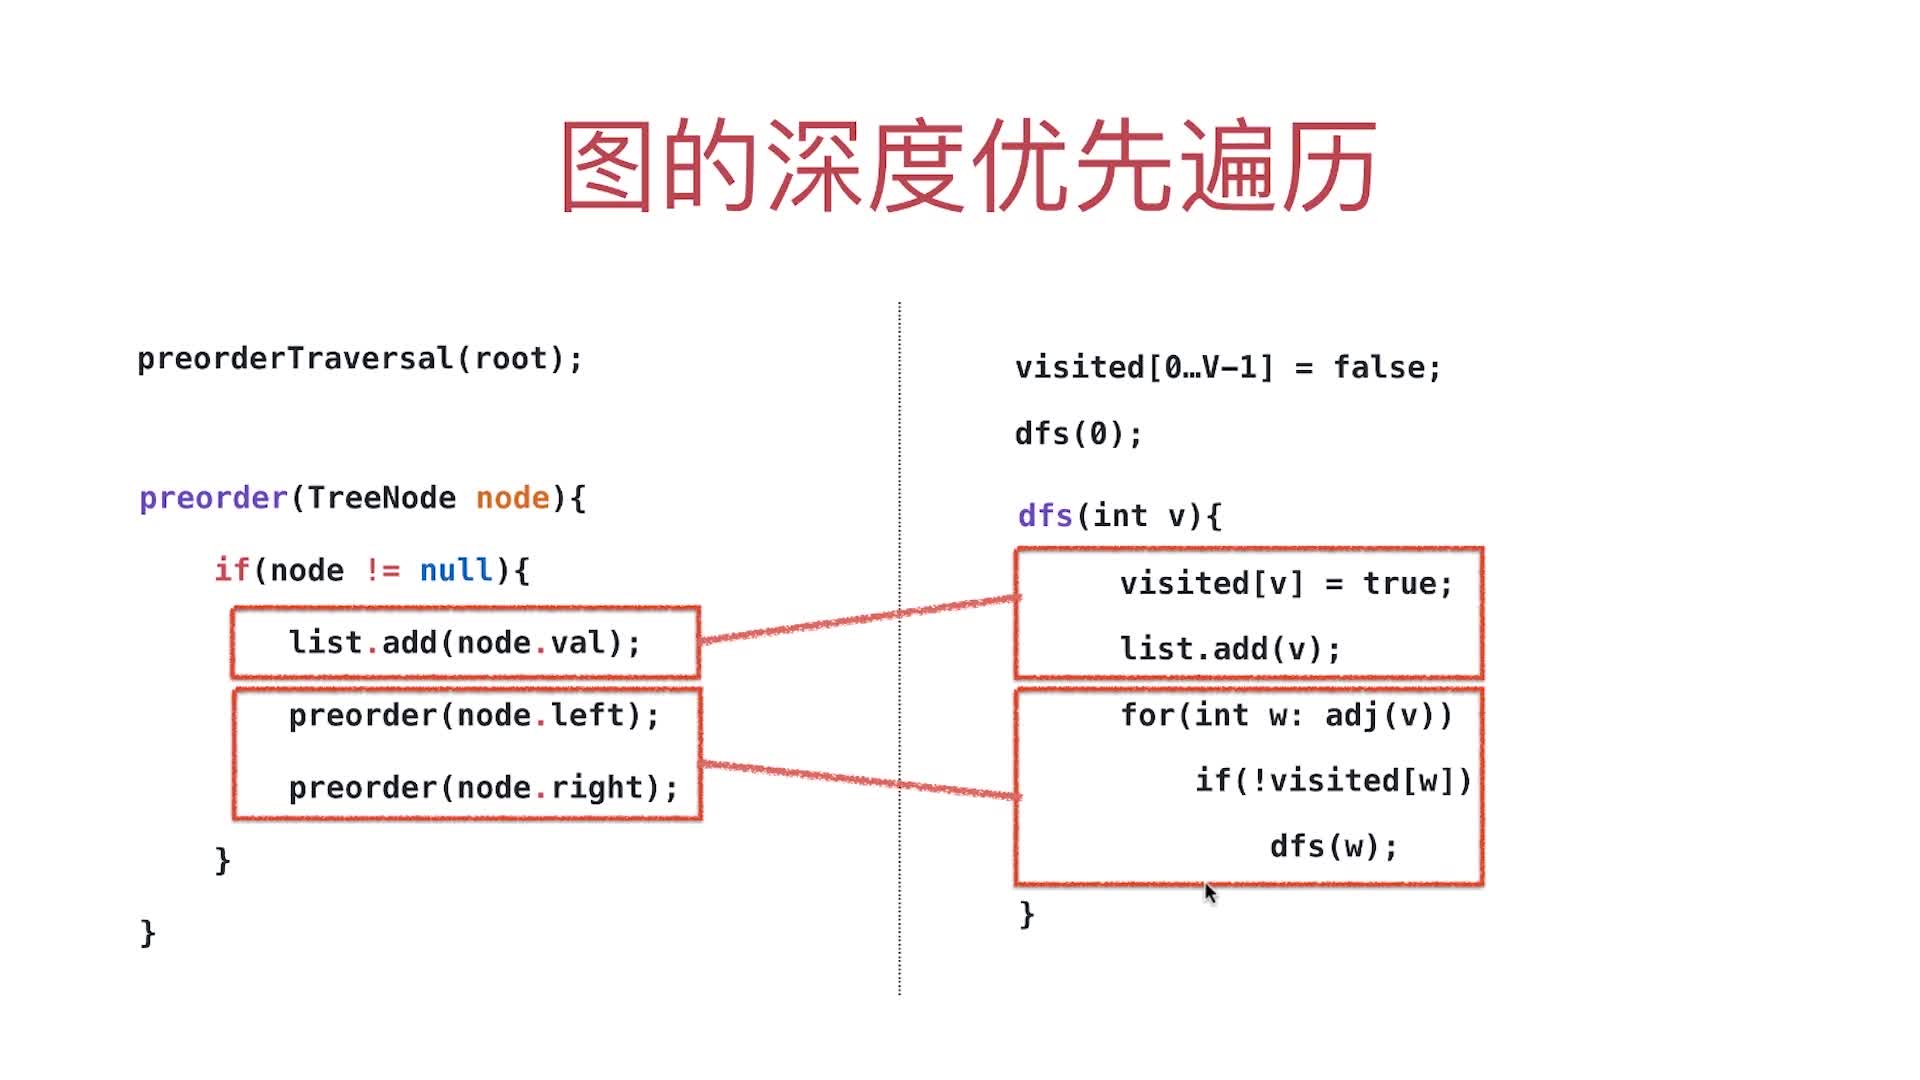 图的深度优先遍历
preorderTraversal(root);
preorder(TreeNode node){
if(node != null){
list.add(node.val);
preorder(node.left);
preorder(node.right);
}
}
visited[0…V-1] = false;
dfs(0);
dfs(int v){
visited[v] = true;
list.add(v);
for(int w: adj(v))
if(!visited[w])
dfs(w);
}